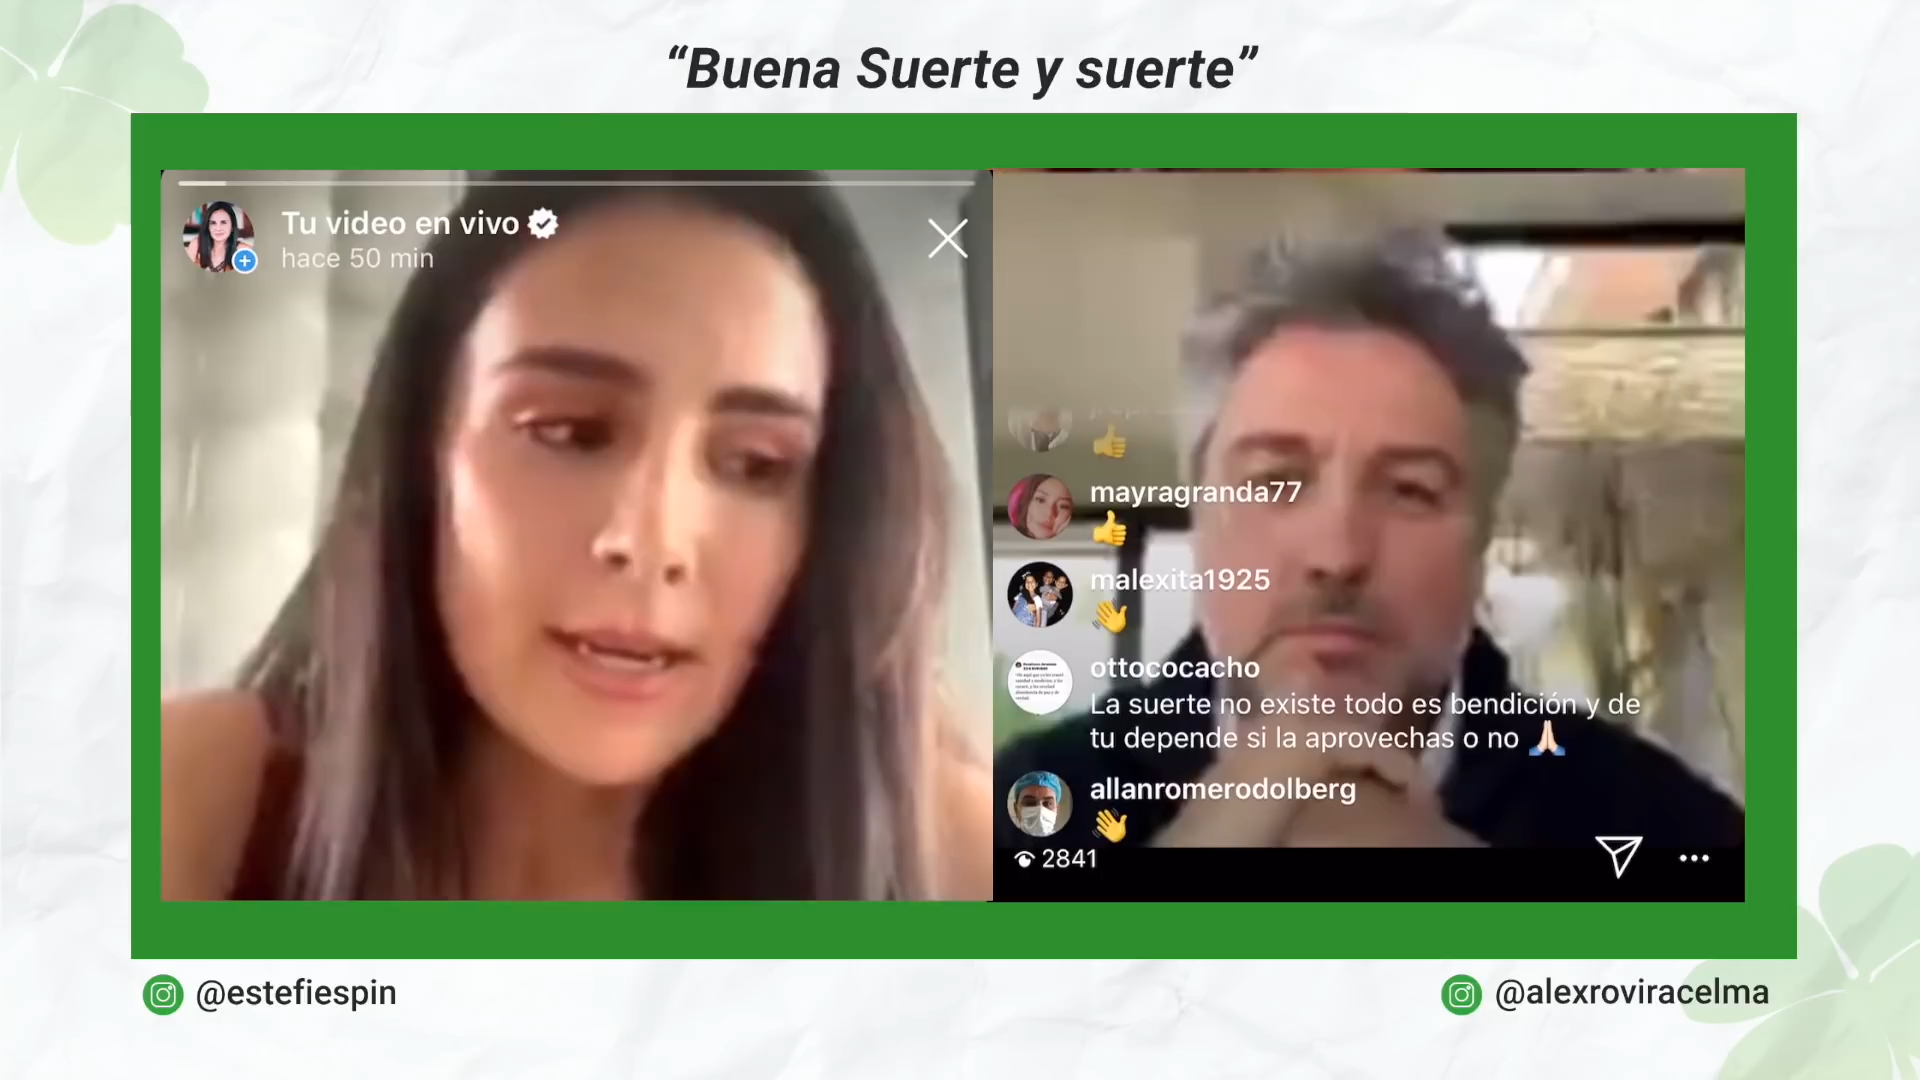 “Buena Suerte y suerte”
Tu video en vivo
hace 50 min
mayragranda77
malexita1925
ottococacho
La suerte no existe todo es bendición y de
tu depende si la aprovechas o no
allanromerodolberg
2841
@estefiespin
@alexroviracelma